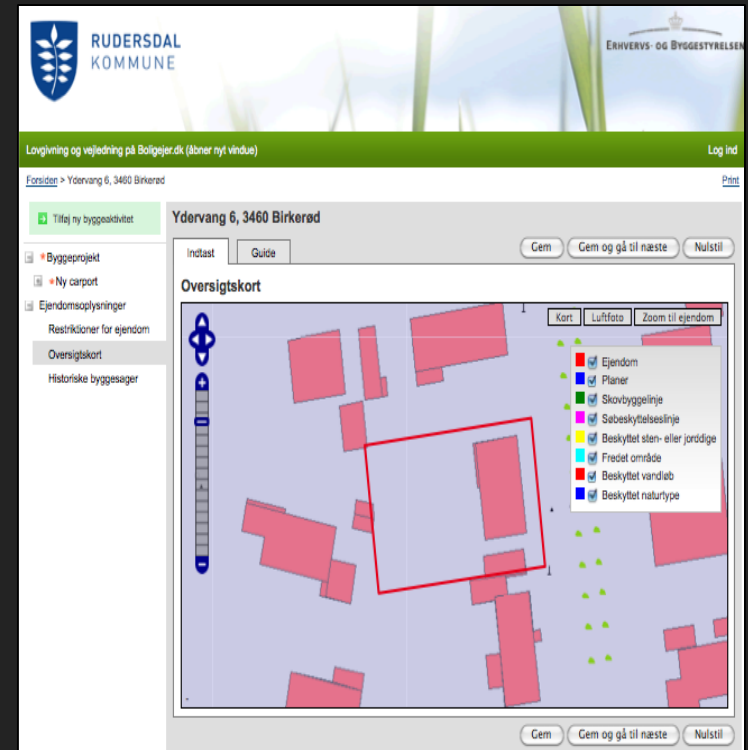 RUDERSDAL
KOMMUNE
ERHVERVS- OG BYGGESTYRELSEN
Lovgivning og vejledning på Boligejer.dk (åbner nyt vindue)
Log ind
Forsiden > Ydervang 6, 3460 Birkerød
Print
Tilføj ny byggeaktivitet
Ydervang 6, 3460 Birkerød
*Byggeprojekt
*Ny carport
Ejendomsoplysninger
Restriktioner for ejendom
Oversigtskort
Historiske byggesager
Indtast
Guide
Gem
Gem og gå til næste
Nulstil
Oversigtskort
Kort
Luftfoto
Zoom til ejendom
Ejendom
Planer
Skovbyggelinje
Søbeskyttelseslinje
Beskyttet sten- eller jorddige
Fredet område
Beskyttet vandløb
Beskyttet naturtype
Gem
Gem og gå til næste
Nulstil